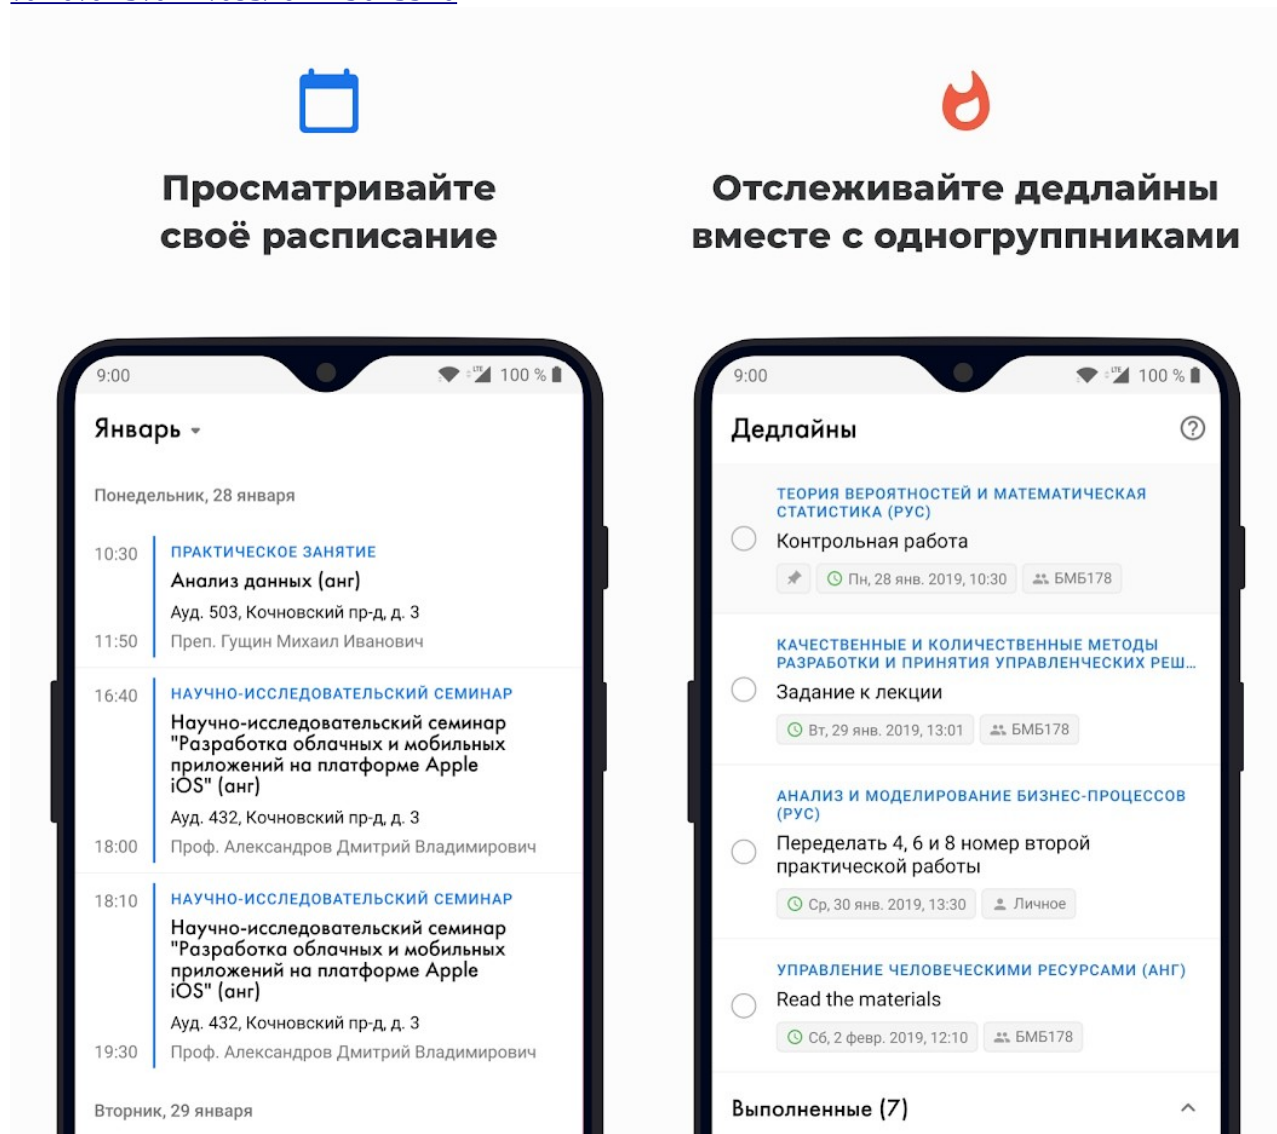 Просматривайте
своё расписание
9:00
LTE
100 %
Январь
Понедельник, 28 января
10:30
ПРАКТИЧЕСКОЕ ЗАНЯТИЕ
Анализ данных (анг)
Ауд. 503, Кочновский пр-д, д. 3
11:50
Преп. Гущин Михаил Иванович
16:40
НАУЧНО-ИССЛЕДОВАТЕЛЬСКИЙ СЕМИНАР
Научно-исследовательский семинар
"Разработка облачных и мобильных
приложений на платформе Apple
iOS" (анг)
Ауд. 432, Кочновский пр-д, д. 3
18:00
Проф. Александров Дмитрий Владимирович
18:10
НАУЧНО-ИССЛЕДОВАТЕЛЬСКИЙ СЕМИНАР
Научно-исследовательский семинар
"Разработка облачных и мобильных
приложений на платформе Apple
iOS" (анг)
Ауд. 432, Кочновский пр-д, д. 3
19:30
Проф. Александров Дмитрий Владимирович
Вторник, 29 января
Отслеживайте дедлайны
вместе с одногруппниками
9:00
LTE
100 %
Дедлайны
?
ТЕОРИЯ ВЕРОЯТНОСТЕЙ И МАТЕМАТИЧЕСКАЯ
СТАТИСТИКА (РУС)
Контрольная работа
Пн, 28 янв. 2019, 10:30
БМБ178
КАЧЕСТВЕННЫЕ И КОЛИЧЕСТВЕННЫЕ МЕТОДЫ
РАЗРАБОТКИ И ПРИНЯТИЯ УПРАВЛЕНЧЕСКИХ РЕШ...
Задание к лекции
Вт, 29 янв. 2019, 13:01
БМБ178
АНАЛИЗ И МОДЕЛИРОВАНИЕ БИЗНЕС-ПРОЦЕССОВ
(РУС)
Переделать 4, 6 и 8 номер второй
практической работы
Ср, 30 янв. 2019, 13:30
Личное
УПРАВЛЕНИЕ ЧЕЛОВЕЧЕСКИМИ РЕСУРСАМИ (АНГ)
Read the materials
Сб, 2 февр. 2019, 12:10
БМБ178
Выполненные (7)